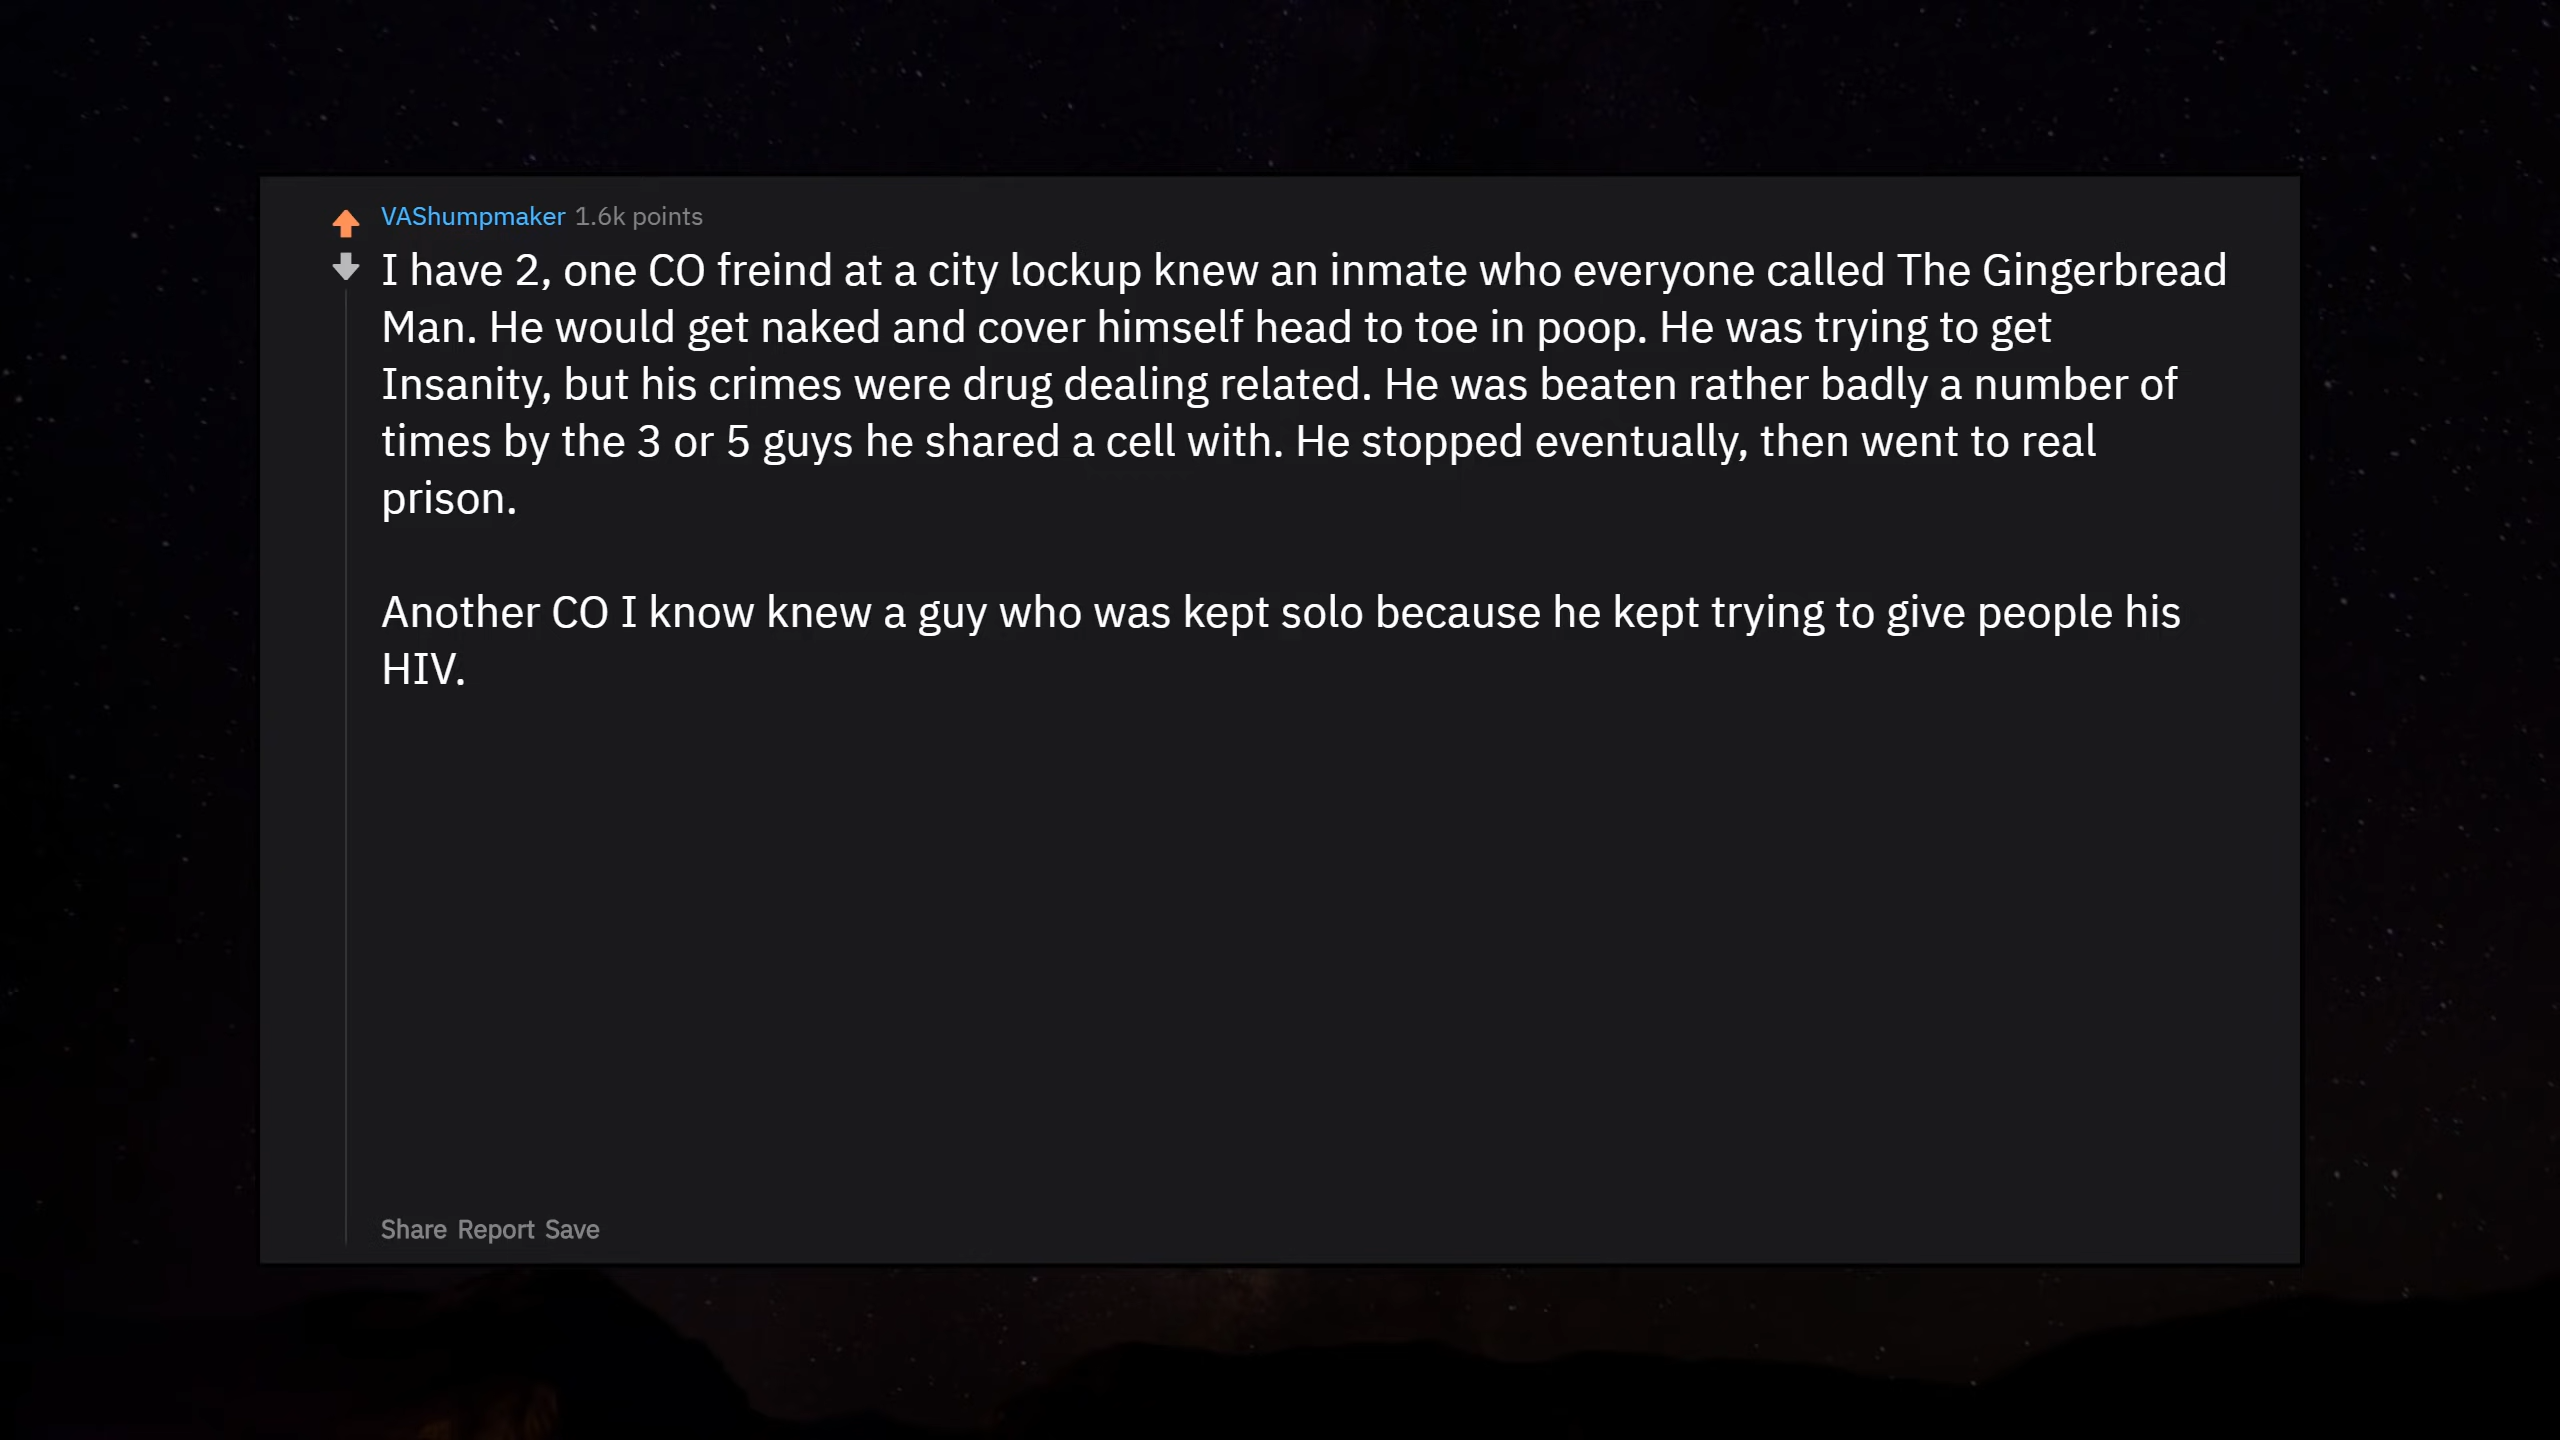 VAShumpmaker 1.6k points
I have 2, one CO freind at a city lockup knew an inmate who everyone called The Gingerbread
Man. He would get naked and cover himself head to toe in poop. He was trying to get
Insanity, but his crimes were drug dealing related. He was beaten rather badly a number of
times by the 3 or 5 guys he shared a cell with. He stopped eventually, then went to real
prison.
Another CO I know knew a guy who was kept solo because he kept trying to give people his
HIV.
Share Report Save